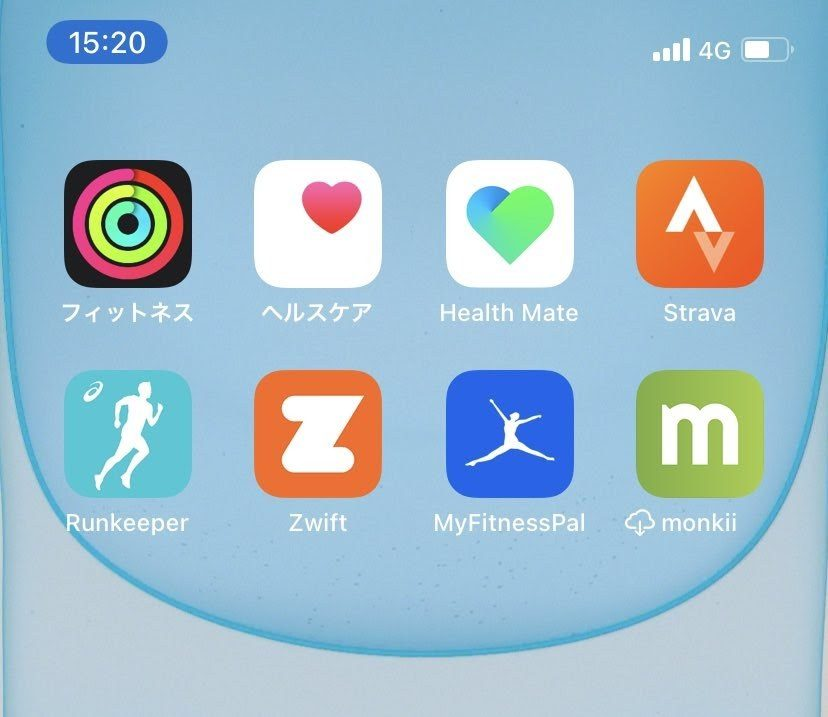 15:20
4G
フィットネス
ヘルスケア
Health Mate
Strava
Runkeeper
Zwift
MyFitnessPal
m
monkii